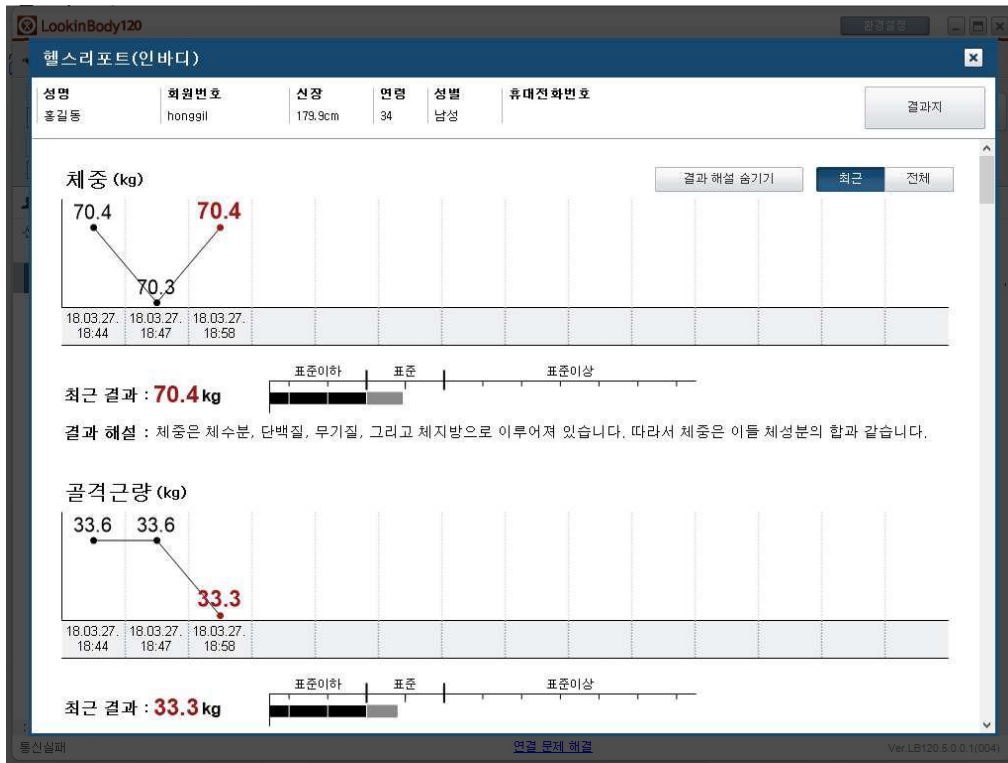 LookinBody120
환경설정
헬스리포트(인바디)
성명 회원번호 신장 연령 성별 휴대전화번호
홍길동 honggil 179.9cm 34 남성
결과지
체중 (kg)
결과 해설 숨기기 최근 전체
70.4 70.3 70.4
18.03.27. 18.03.27. 18.03.27.
18:44 18:47 18:58
표준이하 표준 표준이상
최근 결과 : 70.4 kg
결과 해설 : 체중은 체수분, 단백질, 무기질, 그리고 체지방으로 이루어져 있습니다. 따라서 체중은 이들 체성분의 합과 같습니다.
골격근량 (kg)
33.6 33.6 33.3
18.03.27. 18.03.27. 18.03.27.
18:44 18:47 18:58
표준이하 표준 표준이상
최근 결과 : 33.3 kg
통신실패 연결 문제 해결 Ver.LB120.5.0.0.1(004)